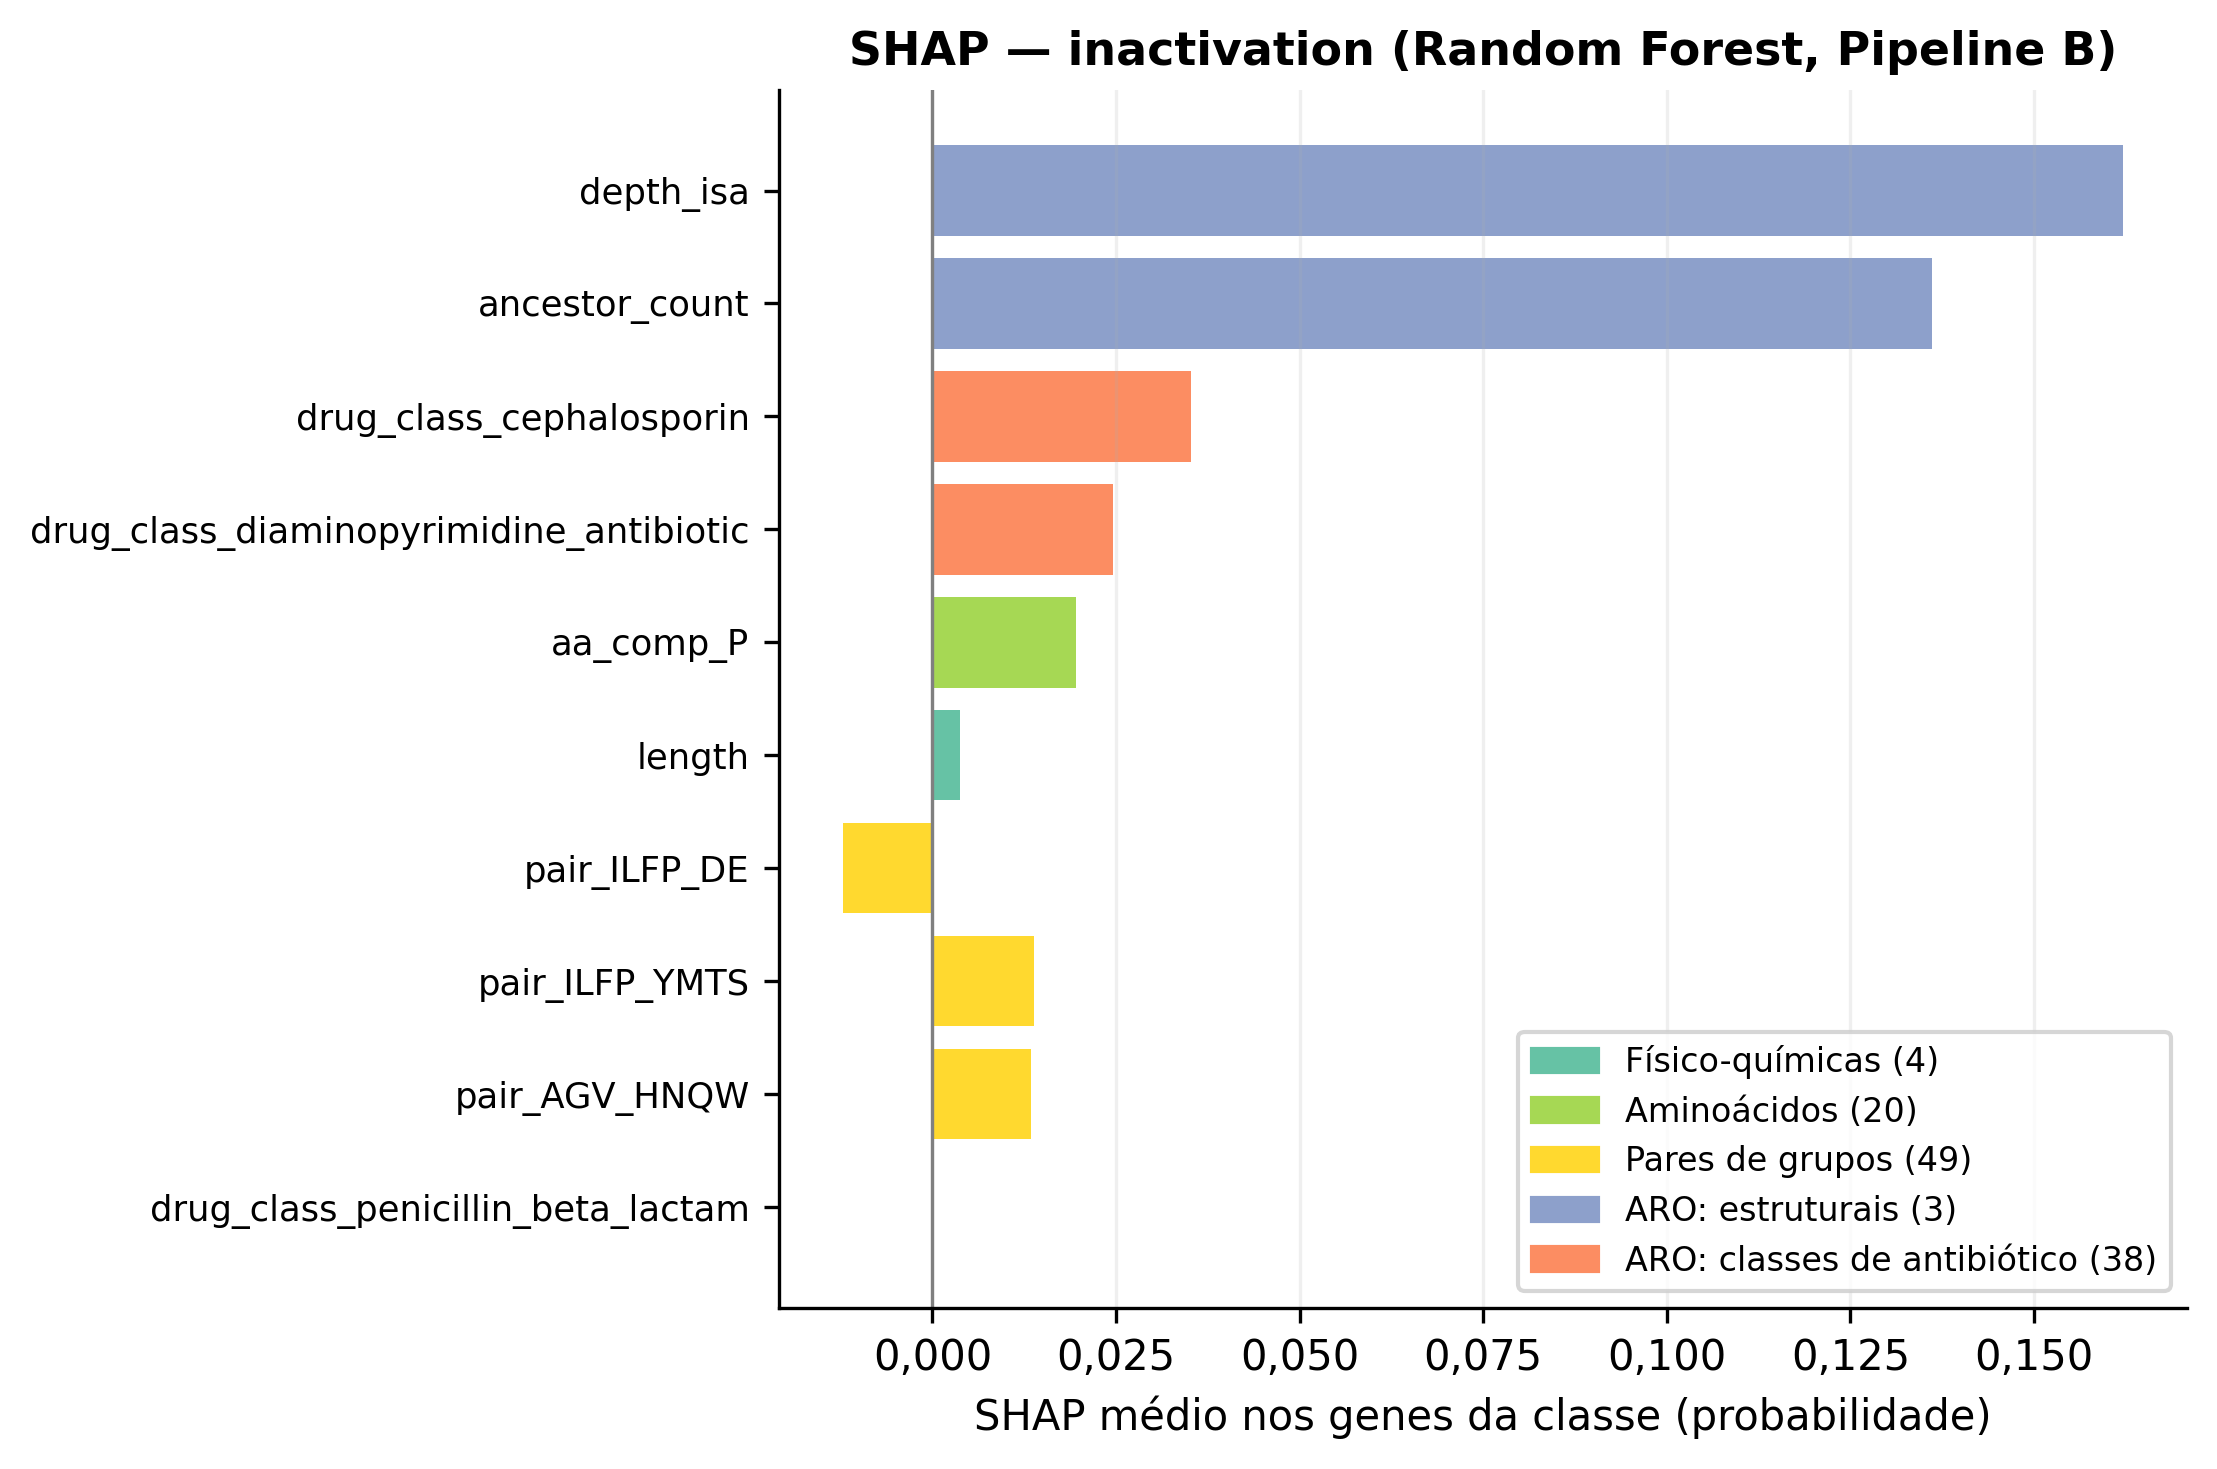 SHAP — inactivation (Random Forest, Pipeline B)
depth_isa
ancestor_count
drug_class_cephalosporin
drug_class_diaminopyrimidine_antibiotic
aa_comp_P
length
pair_ILFP_DE
pair_ILFP_YMTS
pair_AGV_HNQW
drug_class_penicillin_beta_lactam
Físico-químicas (4)
Aminoácidos (20)
Pares de grupos (49)
ARO: estruturais (3)
ARO: classes de antibiótico (38)
0,000 0,025 0,050 0,075 0,100 0,125 0,150
SHAP médio nos genes da classe (probabilidade)